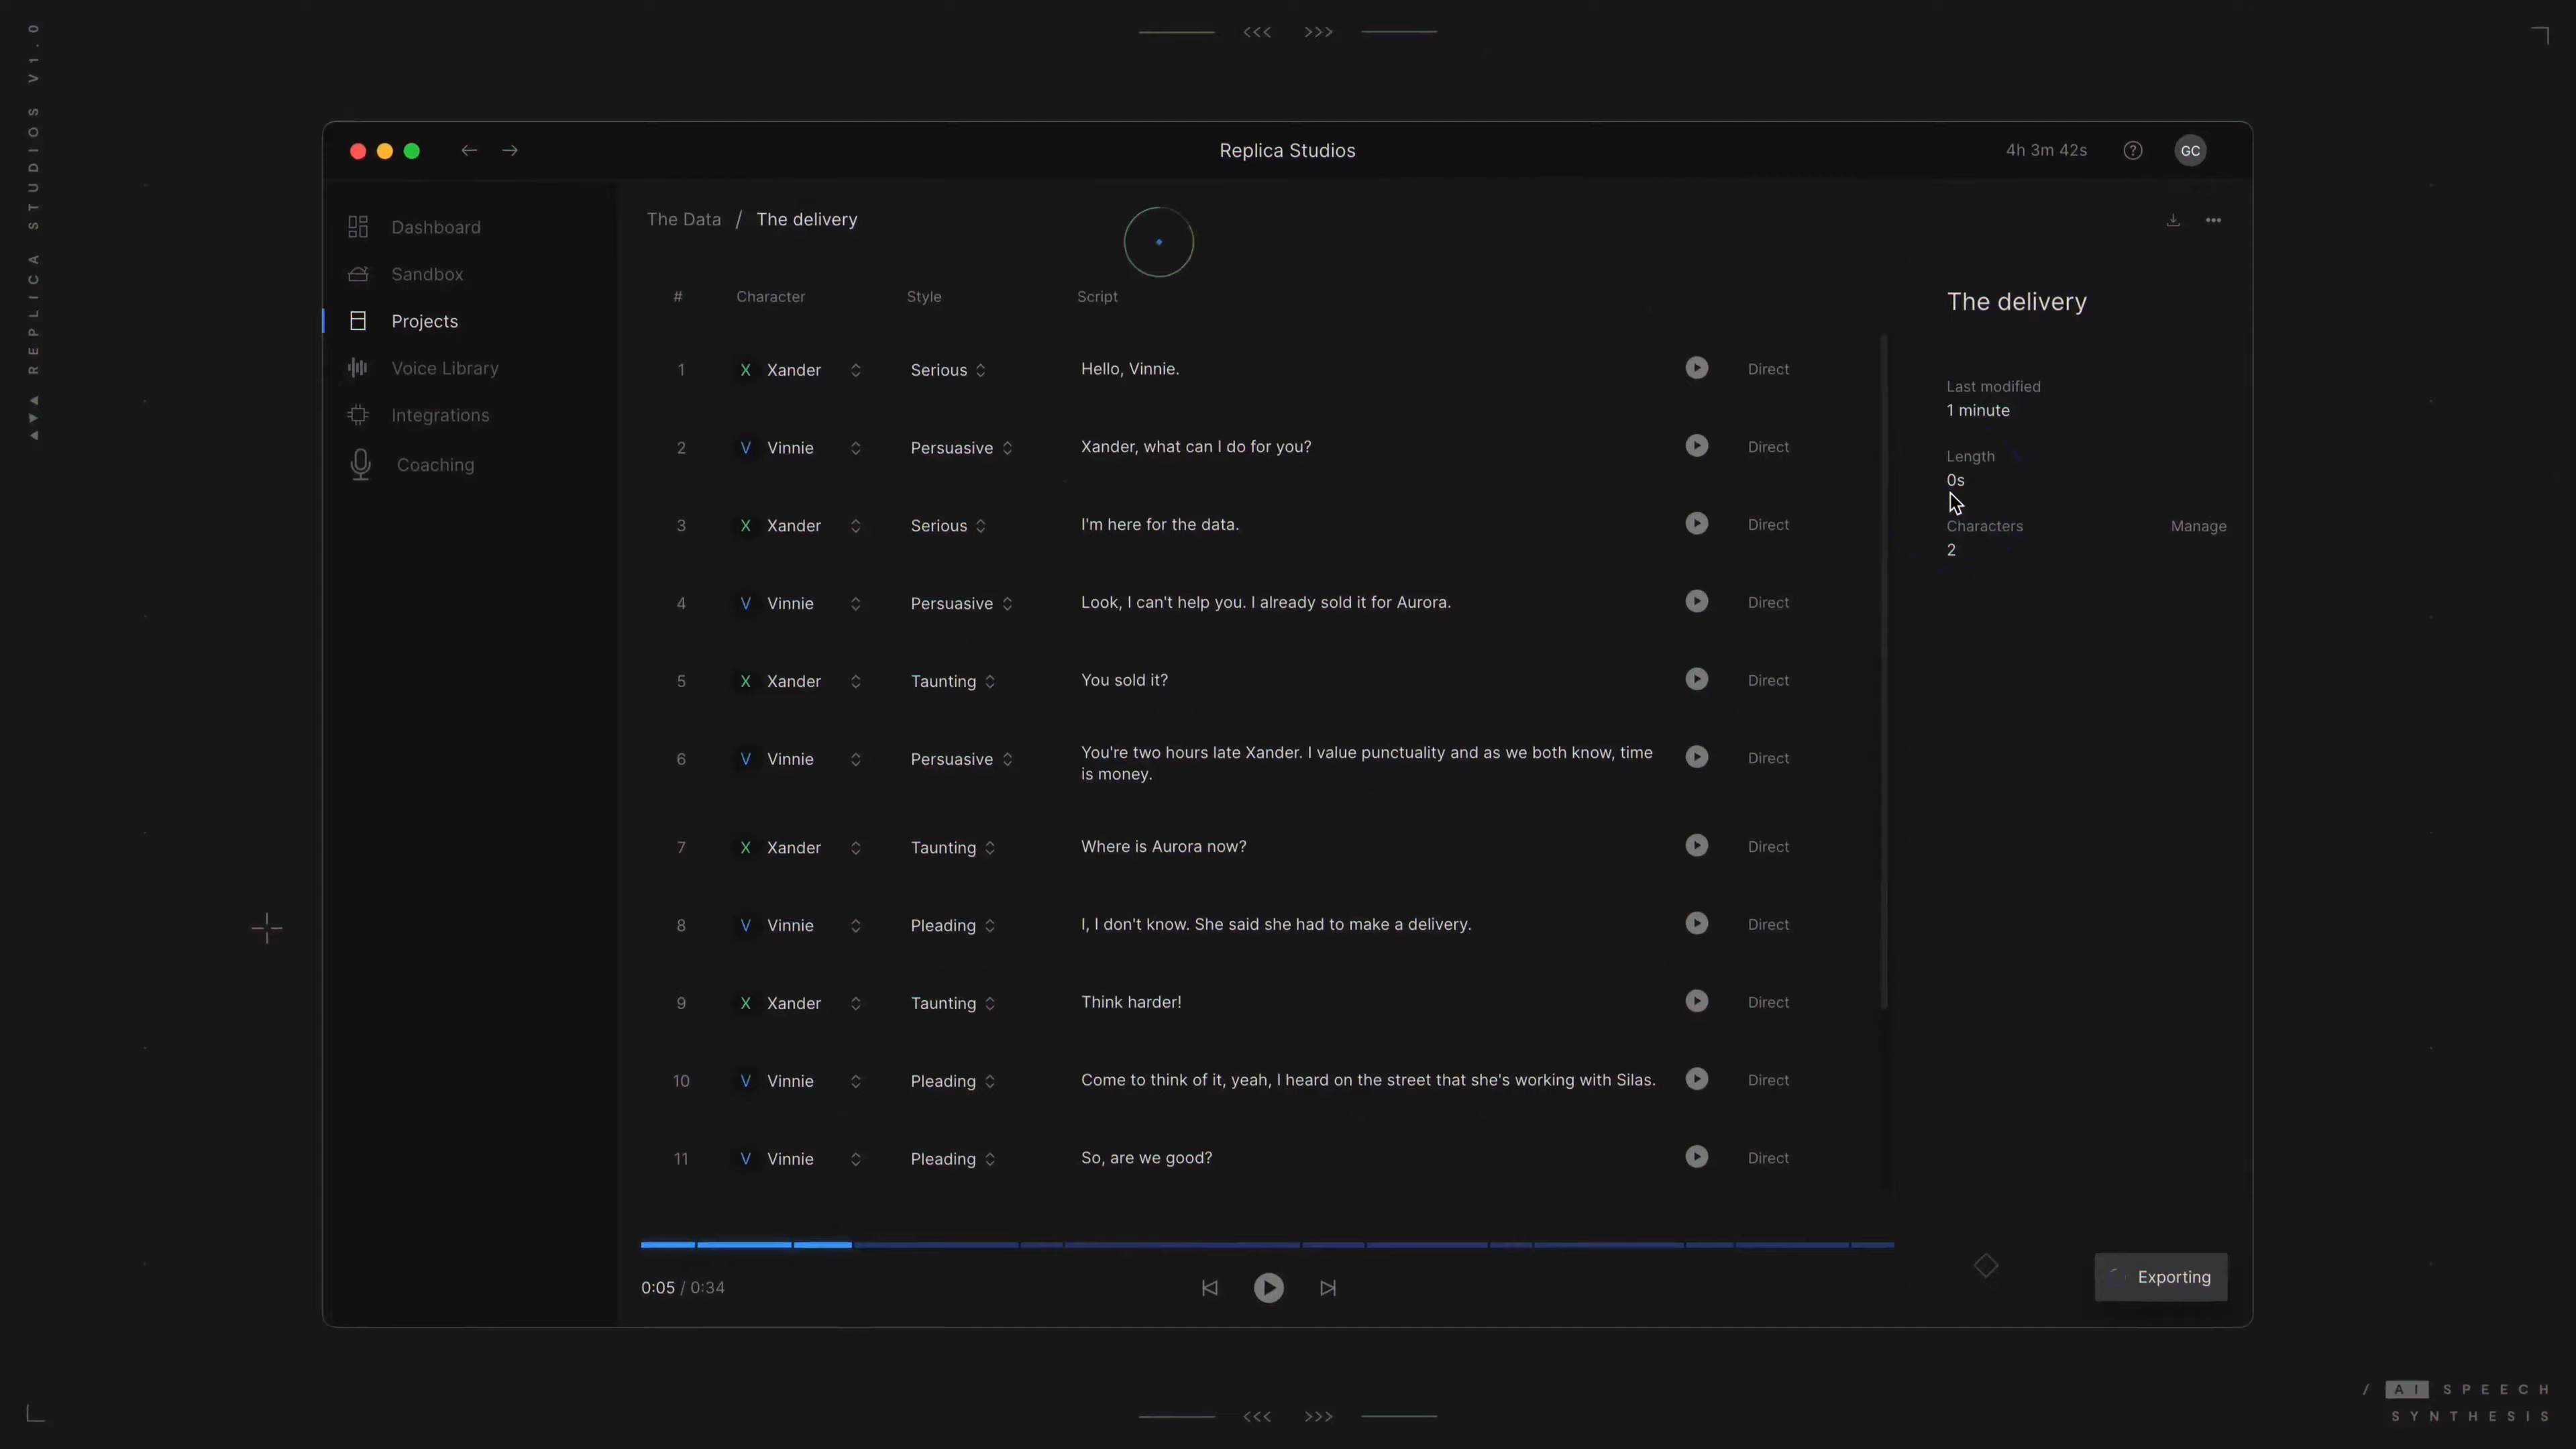 REPLICA STUDIOS V1.0
<<< >>>
Replica Studios
4h 3m 42s
?
GC
Dashboard
Sandbox
Projects
Voice Library
Integrations
Coaching
The Data / The delivery
# Character Style Script
1 X Xander Serious Hello, Vinnie. Direct
2 V Vinnie Persuasive Xander, what can I do for you? Direct
3 X Xander Serious I'm here for the data. Direct
4 V Vinnie Persuasive Look, I can't help you. I already sold it for Aurora. Direct
5 X Xander Taunting You sold it? Direct
6 V Vinnie Persuasive You're two hours late Xander. I value punctuality and as we both know, time
is money. Direct
7 X Xander Taunting Where is Aurora now? Direct
8 V Vinnie Pleading I, I don't know. She said she had to make a delivery. Direct
9 X Xander Taunting Think harder! Direct
10 V Vinnie Pleading Come to think of it, yeah, I heard on the street that she's working with Silas. Direct
11 V Vinnie Pleading So, are we good? Direct
The delivery
Last modified
1 minute
Length
0s
Characters Manage
2
0:05 / 0:34
Exporting
<<< >>>
/ AI SPEECH
SYNTHESIS